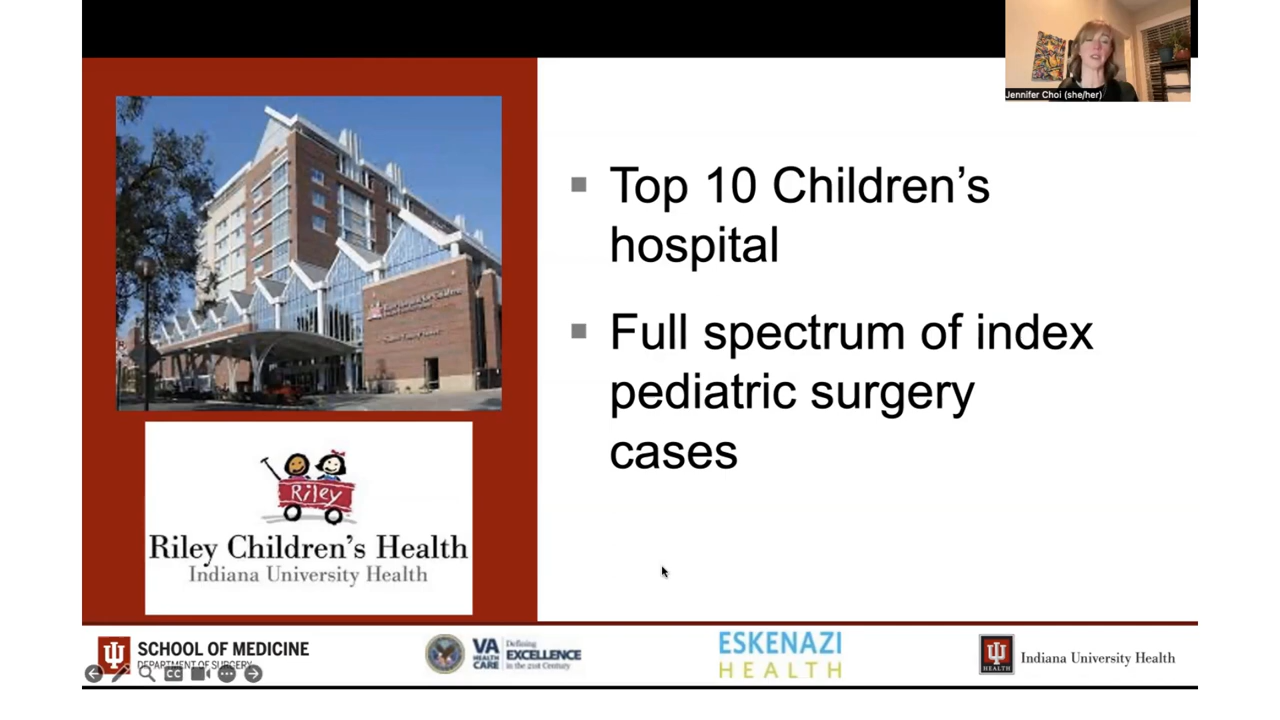 Jennifer Choi (she/her)
Top 10 Children’s
hospital
Full spectrum of index
pediatric surgery
cases
Riley
Riley Children’s Health
Indiana University Health
SCHOOL OF MEDICINE
DEPARTMENT OF SURGERY
VA
HEALTH
CARE
Defining
EXCELLENCE
in the 21st Century
ESKENAZI
HEALTH
HEALTH
Indiana University Health
CC